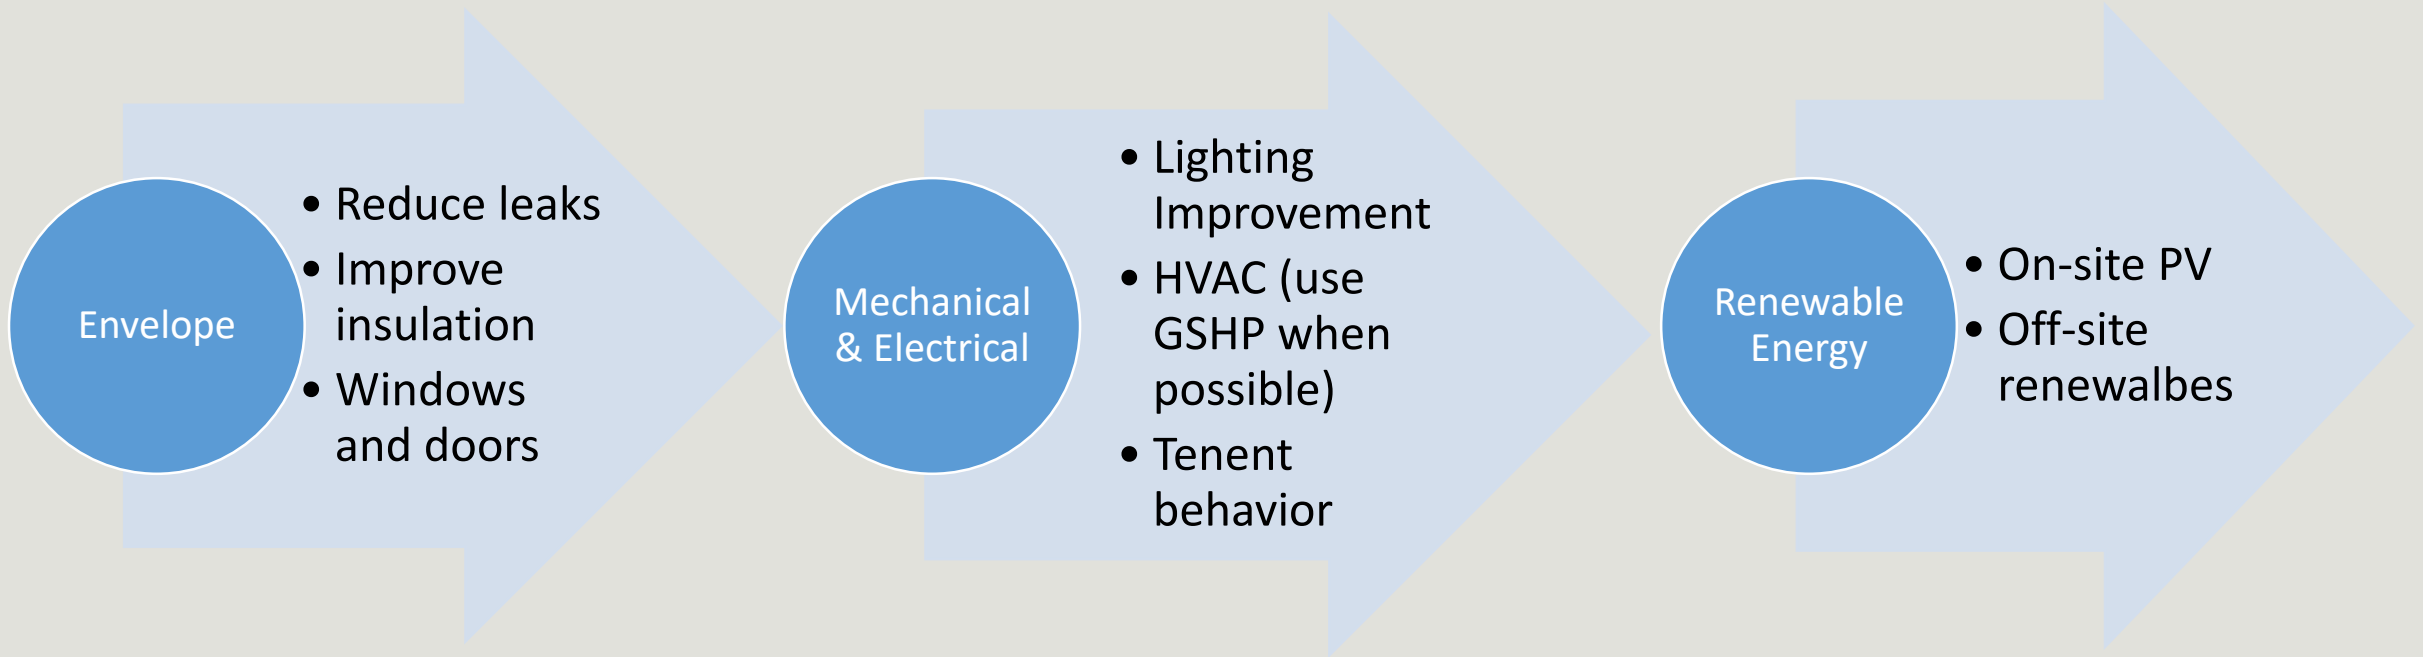 Envelope
• Reduce leaks
• Improve
insulation
• Windows
and doors
Mechanical
& Electrical
• Lighting
Improvement
• HVAC (use
GSHP when
possible)
• Tenent
behavior
Renewable
Energy
• On-site PV
• Off-site
renewalbes